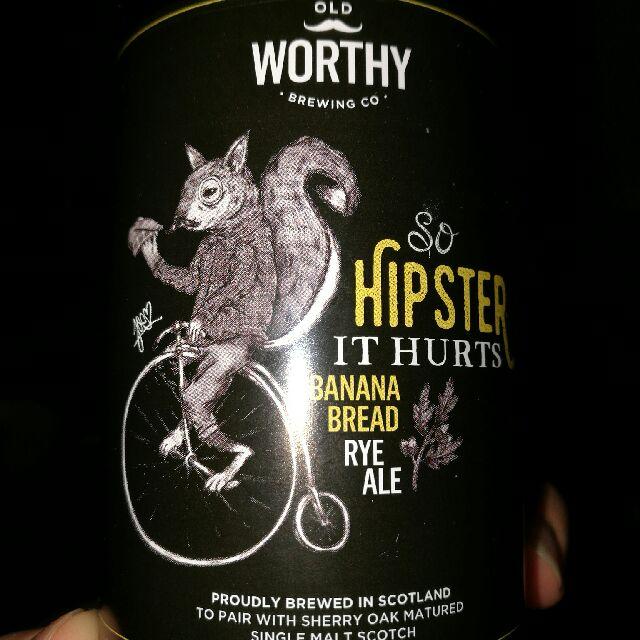 OLD
WORTHY
· BREWING CO ·
SO
HIPSTER
IT HURTS
BANANA
BREAD
RYE
ALE
PROUDLY BREWED IN SCOTLAND
TO PAIR WITH SHERRY OAK MATURED
SINGLE MALT SCOTCH